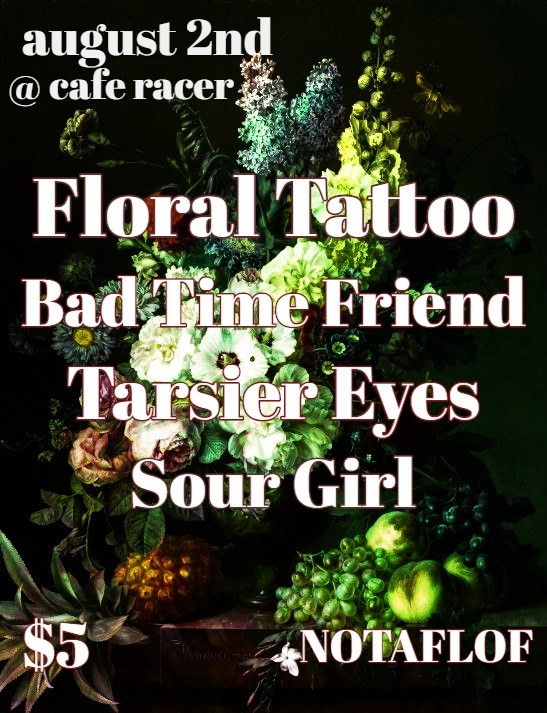 august 2nd
@ cafe racer
Floral Tattoo
Bad Time Friend
Tarsier Eyes
Sour Girl
$5
NOTAFLOF